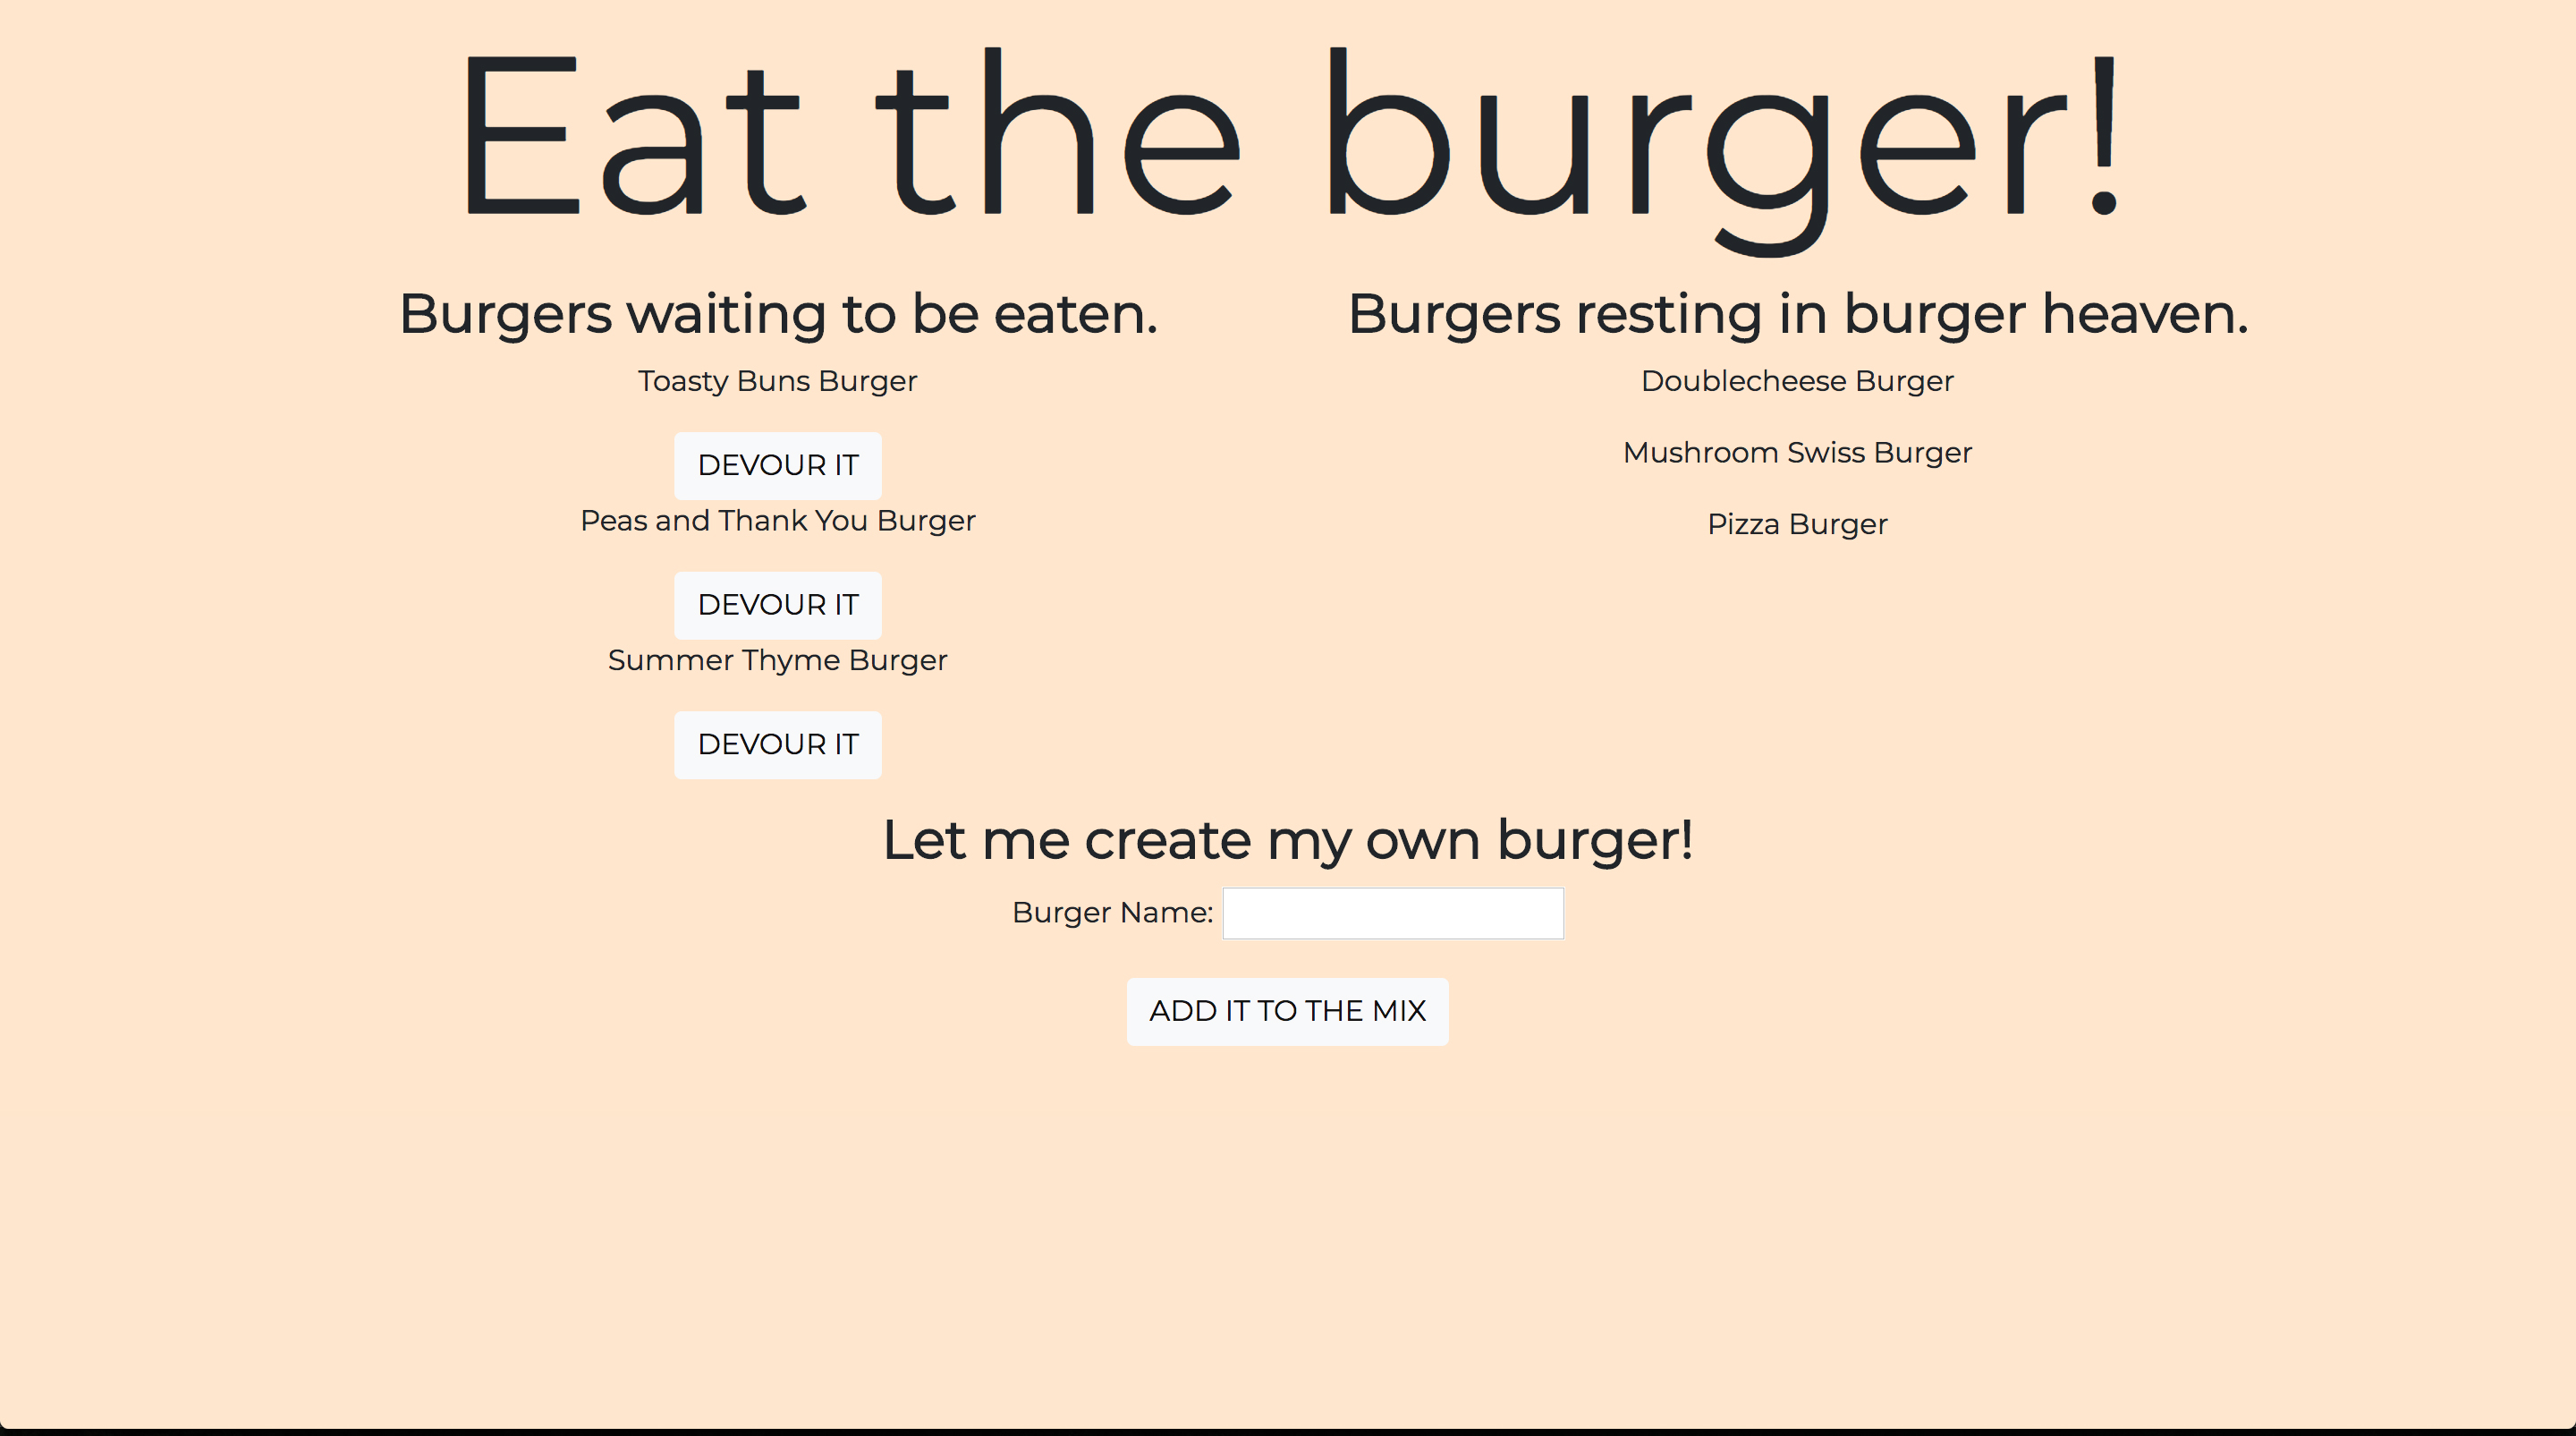 Eat the burger!
Burgers waiting to be eaten.
Toasty Buns Burger
DEVOUR IT
Peas and Thank You Burger
DEVOUR IT
Summer Thyme Burger
DEVOUR IT
Burgers resting in burger heaven.
Doublecheese Burger
Mushroom Swiss Burger
Pizza Burger
Let me create my own burger!
Burger Name:
ADD IT TO THE MIX